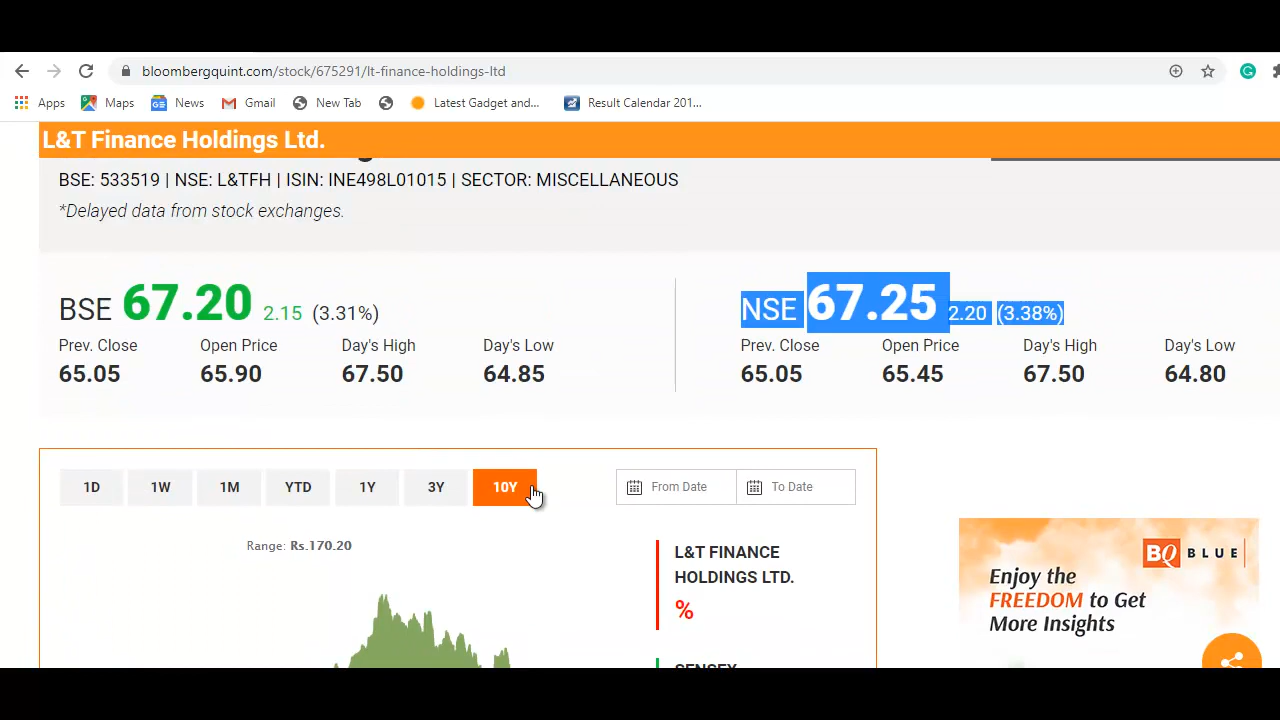 bloombergquint.com/stock/675291/lt-finance-holdings-ltd
Apps Maps News Gmail New Tab Latest Gadget and... Result Calendar 201...
L&T Finance Holdings Ltd.
BSE: 533519 | NSE: L&TFH | ISIN: INE498L01015 | SECTOR: MISCELLANEOUS
*Delayed data from stock exchanges.
BSE 67.20 2.15 (3.31%)
Prev. Close Open Price Day's High Day's Low
65.05 65.90 67.50 64.85
NSE 67.25 2.20 (3.38%)
Prev. Close Open Price Day's High Day's Low
65.05 65.45 67.50 64.80
1D 1W 1M YTD 1Y 3Y 10Y From Date To Date
Range: Rs.170.20
L&T FINANCE
HOLDINGS LTD.
%
SENSEX
BQ BLUE
Enjoy the
FREEDOM to Get
More Insights